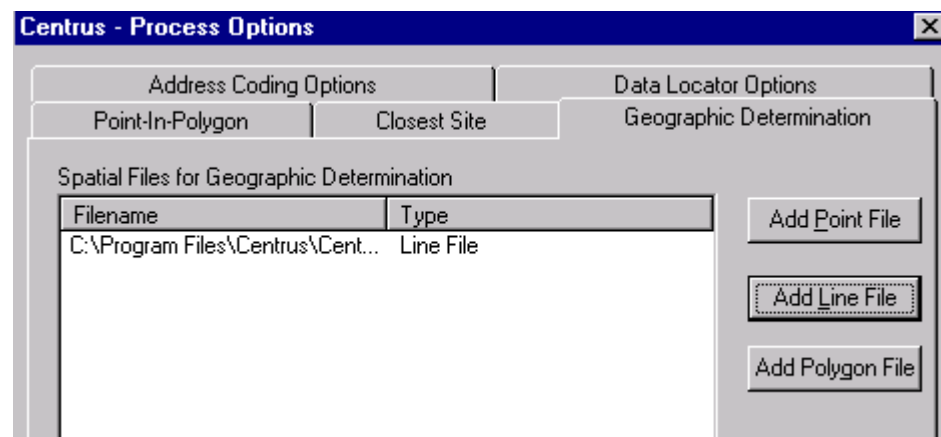 Centrus - Process Options
Address Coding Options Data Locator Options
Point-In-Polygon Closest Site Geographic Determination
Spatial Files for Geographic Determination
Filename Type
C:\Program Files\Centrus\Cent... Line File
Add Point File
Add Line File
Add Polygon File